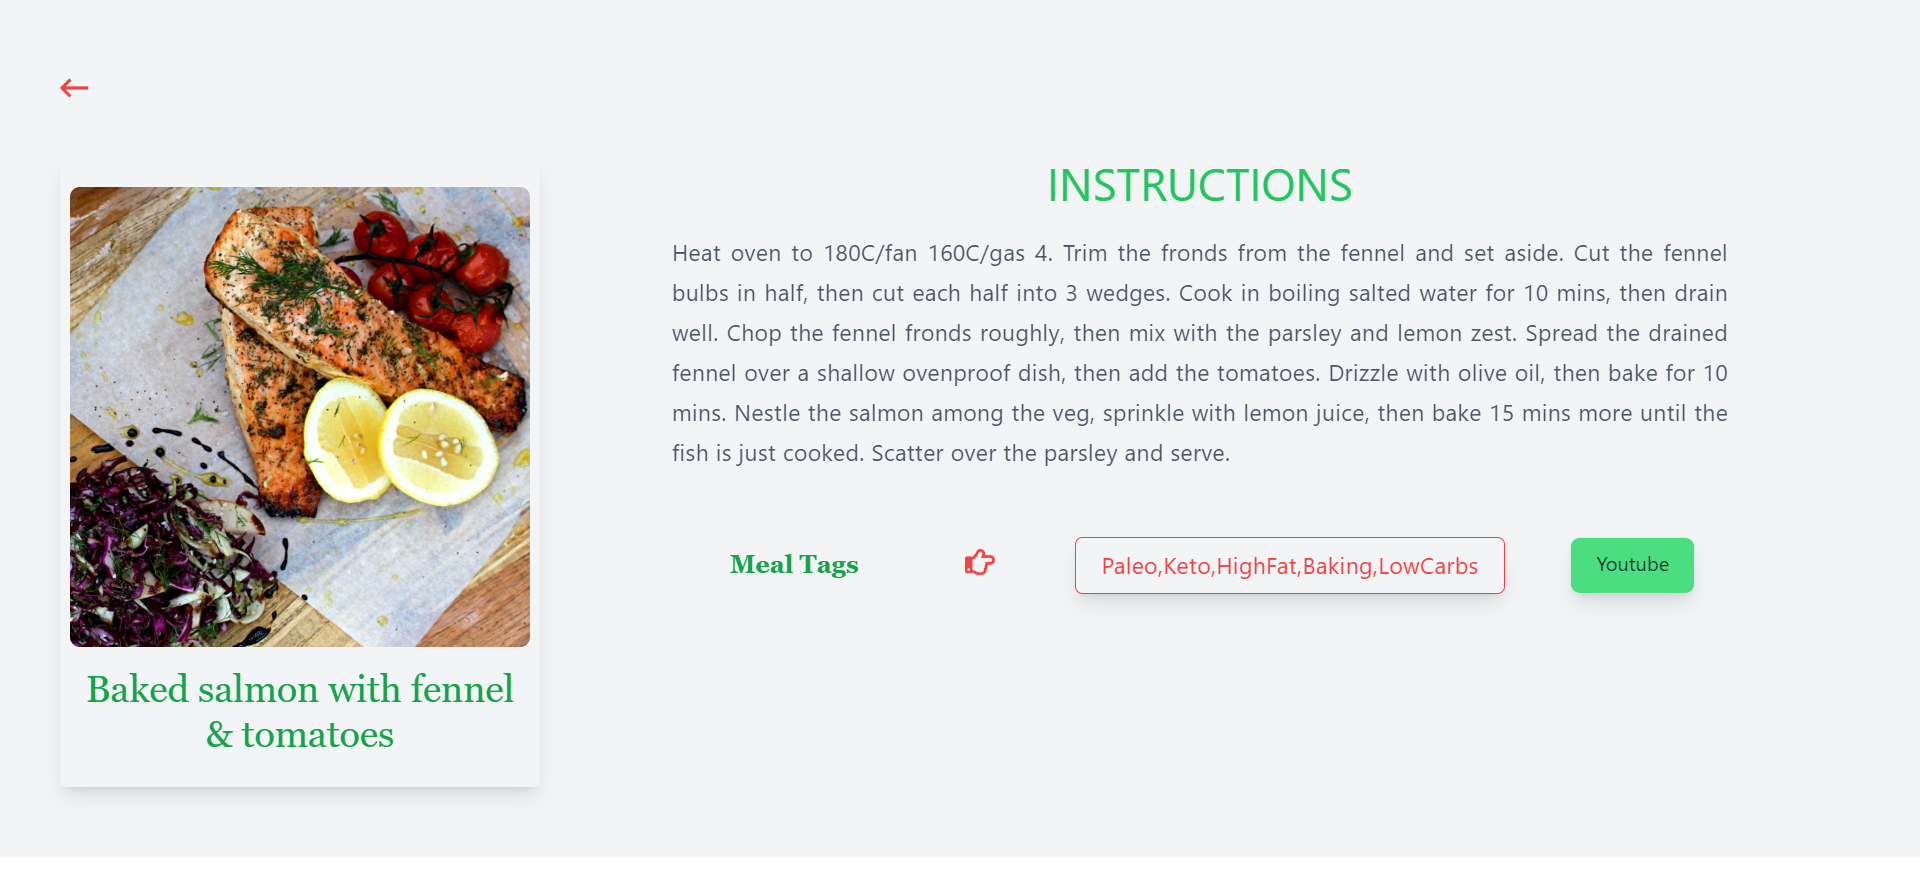 INSTRUCTIONS
Heat oven to 180C/fan 160C/gas 4. Trim the fronds from the fennel and set aside. Cut the fennel
bulbs in half, then cut each half into 3 wedges. Cook in boiling salted water for 10 mins, then drain
well. Chop the fennel fronds roughly, then mix with the parsley and lemon zest. Spread the drained
fennel over a shallow ovenproof dish, then add the tomatoes. Drizzle with olive oil, then bake for 10
mins. Nestle the salmon among the veg, sprinkle with lemon juice, then bake 15 mins more until the
fish is just cooked. Scatter over the parsley and serve.
Meal Tags
Paleo,Keto,HighFat,Baking,LowCarbs
Youtube
Baked salmon with fennel
& tomatoes